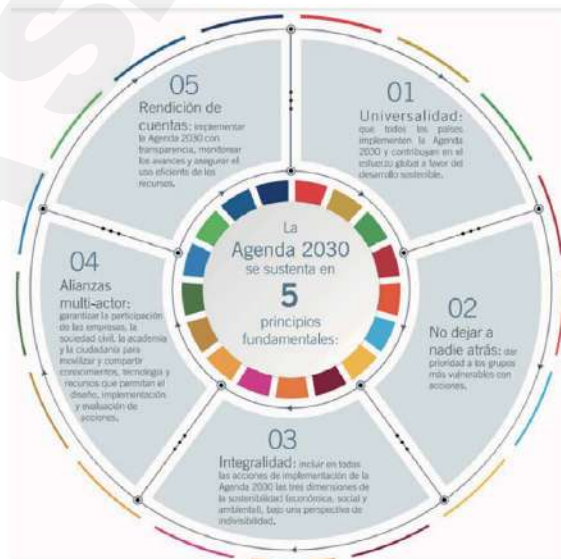 La
Agenda 2030
se sustenta en
5
principios
fundamentales:
01
Universalidad:
que todos los países
implementen la Agenda
2030 y contribuyan en el
esfuerzo global a favor del
desarrollo sostenible.
02
No dejar a
nadie atrás: dar
prioridad a los grupos
más vulnerables con
acciones.
03
Integralidad: incluir en todas
las acciones de implementación de la
Agenda 2030 las tres dimensiones de
la sostenibilidad (económica, social y
ambiental), bajo una perspectiva de
indivisibilidad.
04
Alianzas
multi-actor:
garantizar la participación
de las empresas, la
sociedad civil, la academia
y la ciudadanía para
movilizar y compartir
conocimientos, tecnología y
recursos que permitan el
diseño, implementación
y evaluación de
acciones.
05
Rendición de
cuentas: implementar
la Agenda 2030 con
transparencia, monitorear
los avances y asegurar el
uso eficiente de los
recursos.